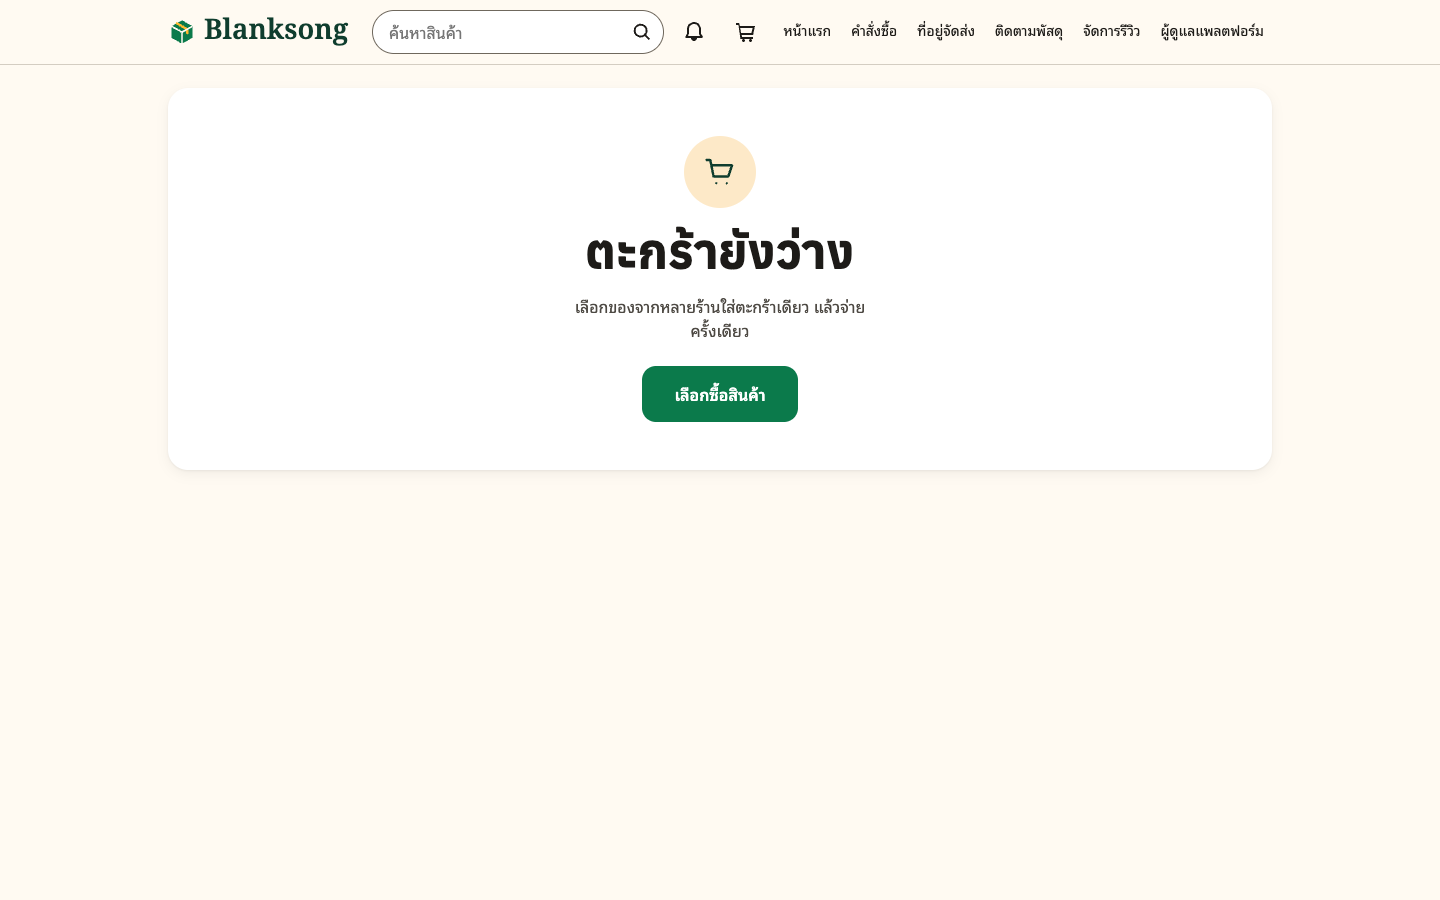 Blanksong
ค้นหาสินค้า
หน้าแรก
คำสั่งซื้อ
ที่อยู่จัดส่ง
ติดตามพัสดุ
จัดการรีวิว
ผู้ดูแลแพลตฟอร์ม
ตะกร้ายังว่าง
เลือกของจากหลายร้านใส่ตะกร้าเดียว แล้วจ่าย
ครั้งเดียว
เลือกซื้อสินค้า